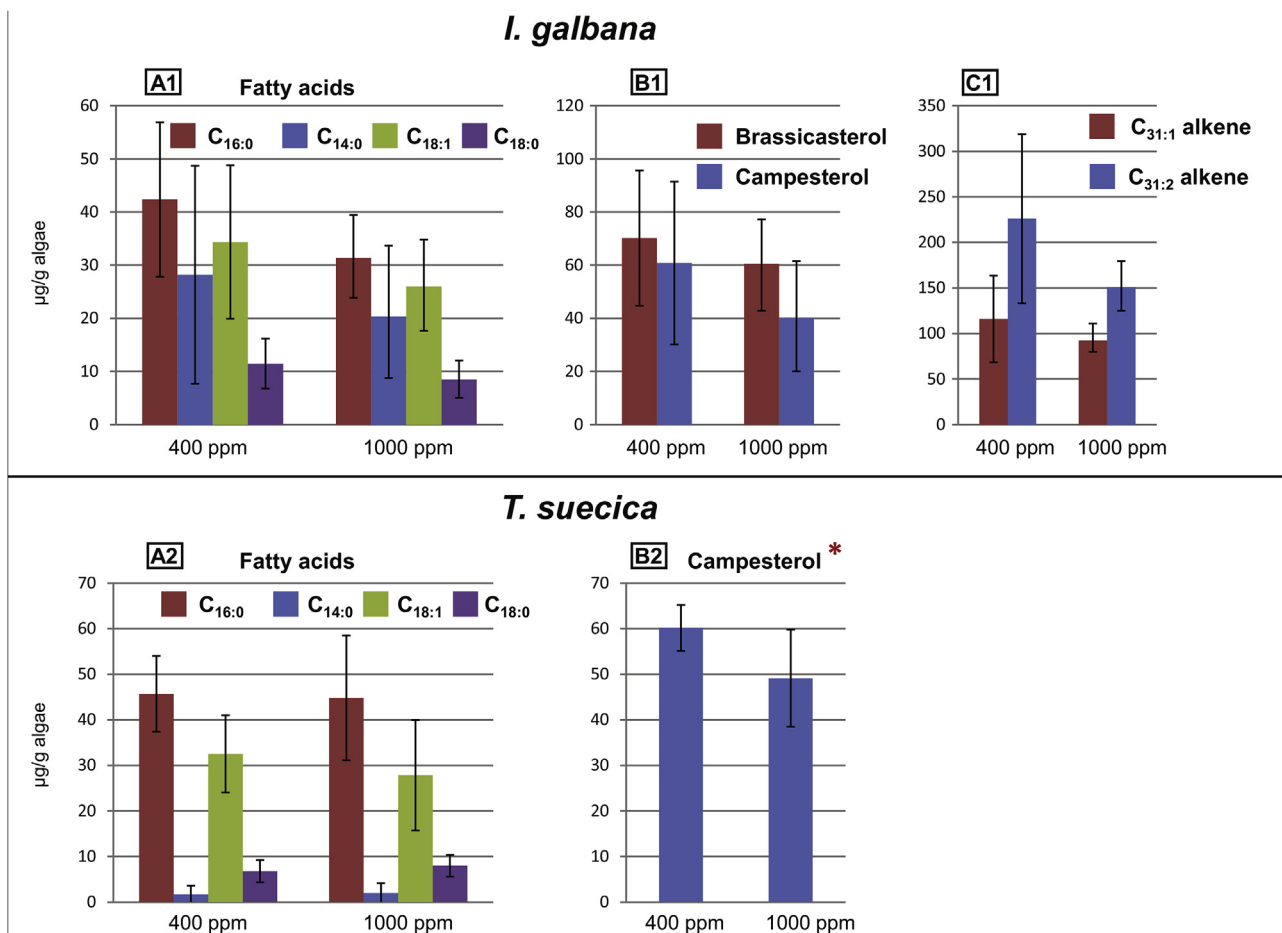 I. galbana
A1 Fatty acids
C16:0 C14:0 C18:1 C18:0
60
50
40
30
20
10
0
µg/g algae
400 ppm 1000 ppm
B1
Brassicasterol
Campesterol
120
100
80
60
40
20
0
400 ppm 1000 ppm
C1
C31:1 alkene
C31:2 alkene
350
300
250
200
150
100
50
0
400 ppm 1000 ppm
T. suecica
A2 Fatty acids
C16:0 C14:0 C18:1 C18:0
70
60
50
40
30
20
10
0
µg/g algae
400 ppm 1000 ppm
B2 Campesterol *
70
60
50
40
30
20
10
0
400 ppm 1000 ppm